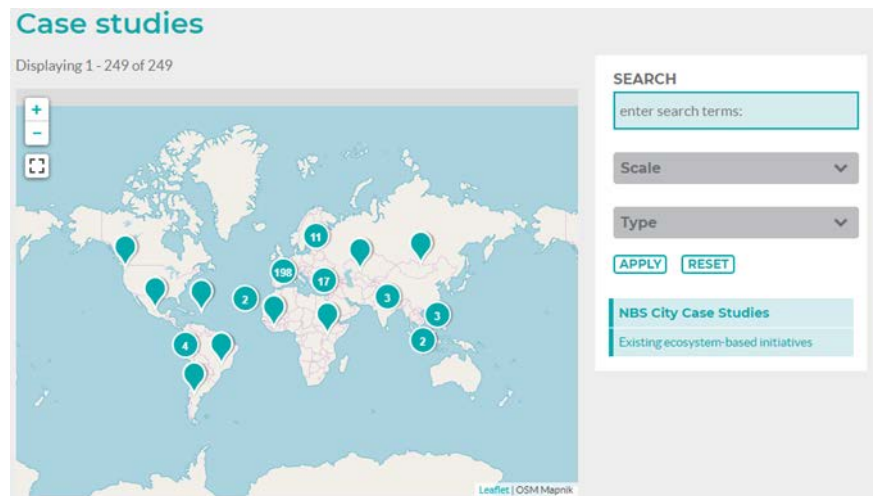 Case studies
Displaying 1 - 249 of 249
+
−
11
198
17
2
3
3
2
4
Leaflet | OSM Mapnik
SEARCH
enter search terms:
Scale
Type
APPLY RESET
NBS City Case Studies
Existing ecosystem-based initiatives